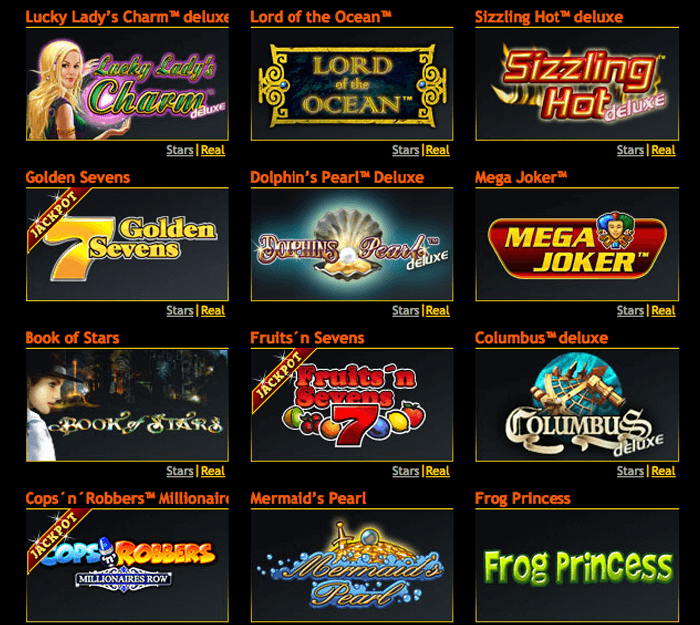 Lucky Lady's Charm™ deluxe
Lord of the Ocean™
Sizzling Hot™ deluxe
Lucky Lady's
Charm™
deluxe
LORD
of the
OCEAN™
Sizzling™
Hot
deluxe
Stars | Real
Stars | Real
Stars | Real
Golden Sevens
Dolphin's Pearl™ Deluxe
Mega Joker™
JACKPOT
Golden
7 Sevens
Dolphins Pearl™
deluxe
MEGA
JOKER™
Stars | Real
Stars | Real
Stars | Real
Book of Stars
Fruits´n Sevens
Columbus™ deluxe
Book of Stars
JACKPOT
Fruits´n
Sevens
7
Columbus
deluxe
Stars | Real
Stars | Real
Stars | Real
Cops´n´Robbers™ Millionaire
Mermaid's Pearl
Frog Princess
JACKPOT
COPS 'n' ROBBERS
MILLIONAIRES ROW
Mermaid's
Pearl
Frog Princess